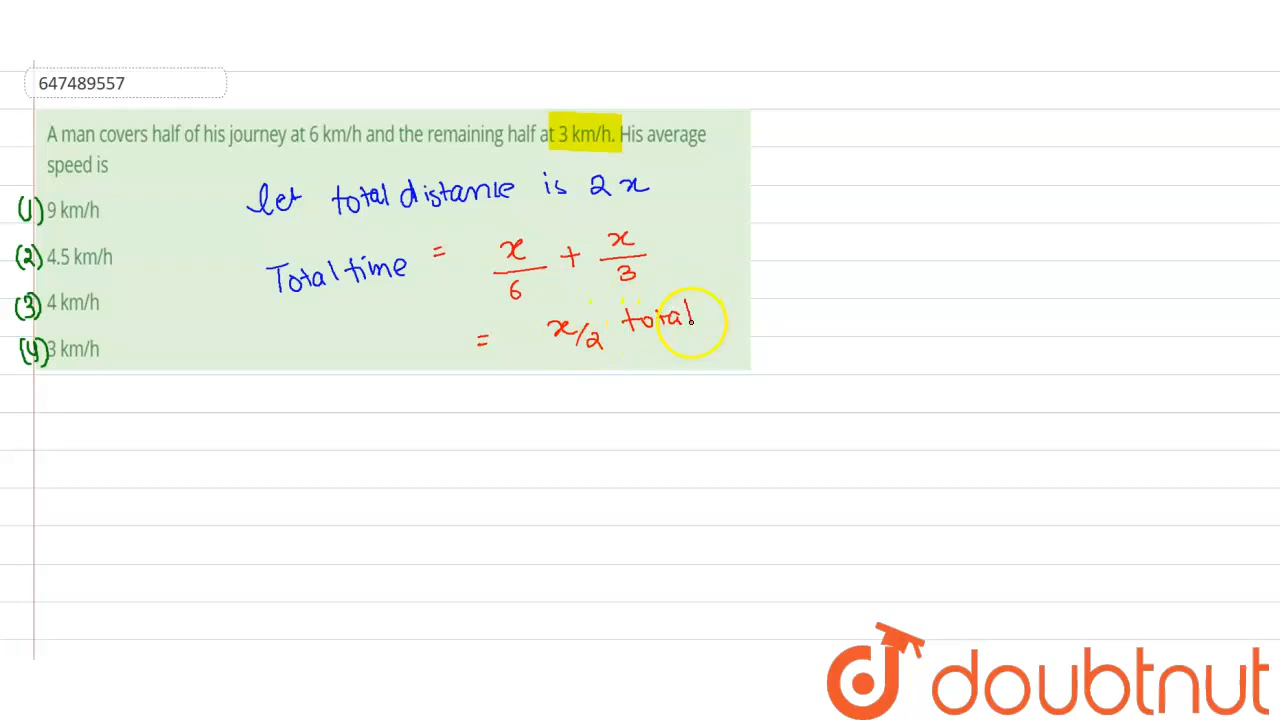 647489557
A man covers half of his journey at 6 km/h and the remaining half at 3 km/h. His average
speed is
let total distance is 2x
(1) 9 km/h
(2) 4.5 km/h
Total time = x/6 + x/3
(3) 4 km/h
= x/2 total
(4) 3 km/h
doubtnut